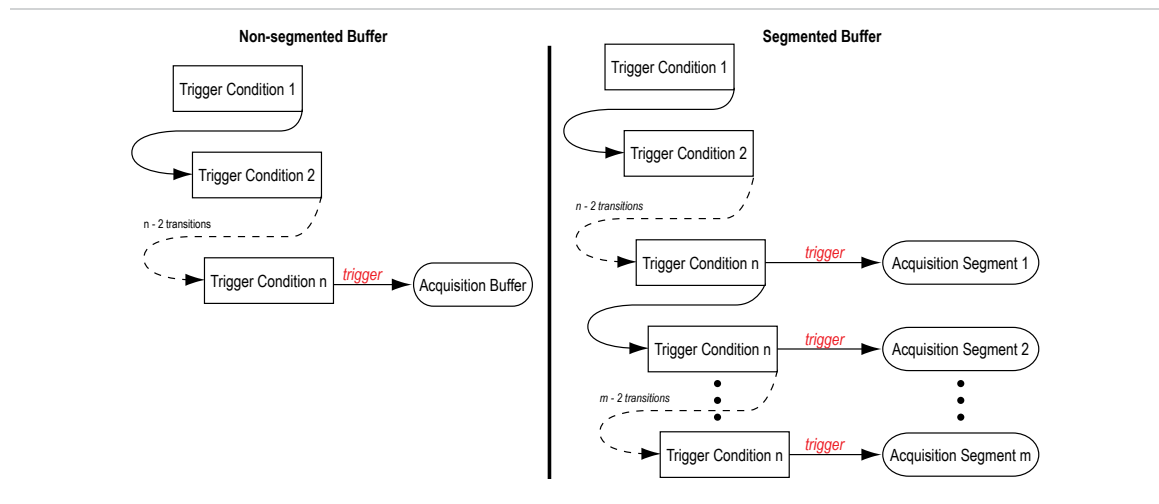 Non-segmented Buffer
Trigger Condition 1
Trigger Condition 2
n - 2 transitions
Trigger Condition n
trigger
Acquisition Buffer
Segmented Buffer
Trigger Condition 1
Trigger Condition 2
n - 2 transitions
Trigger Condition n
trigger
Acquisition Segment 1
Trigger Condition n
trigger
Acquisition Segment 2
m - 2 transitions
Trigger Condition n
trigger
Acquisition Segment m